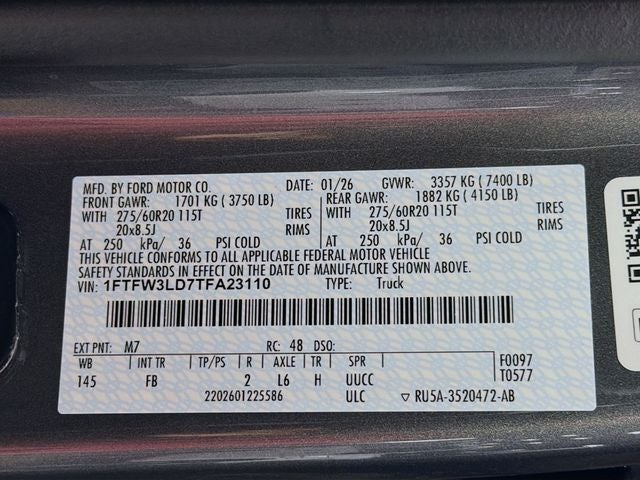 MFD. BY FORD MOTOR CO. DATE: 01/26 GVWR: 3357 KG ( 7400 LB)
FRONT GAWR: 1701 KG ( 3750 LB) REAR GAWR: 1882 KG ( 4150 LB)
WITH 275/60R20 115T TIRES WITH 275/60R20 115T TIRES
20x8.5J RIMS 20x8.5J RIMS
AT 250 kPa/ 36 PSI COLD AT 250 kPa/ 36 PSI COLD
THIS VEHICLE CONFORMS TO ALL APPLICABLE FEDERAL MOTOR VEHICLE
SAFETY STANDARDS IN EFFECT ON THE DATE OF MANUFACTURE SHOWN ABOVE.
VIN: 1FTFW3LD7TFA23110 TYPE: Truck
EXT PNT: M7 RC: 48 DSO:
WB INT TR TP/PS R AXLE TR SPR F0097
145 FB 2 L6 H UUCC T0577
2202601225586 ULC ▽ RU5A-3520472-AB